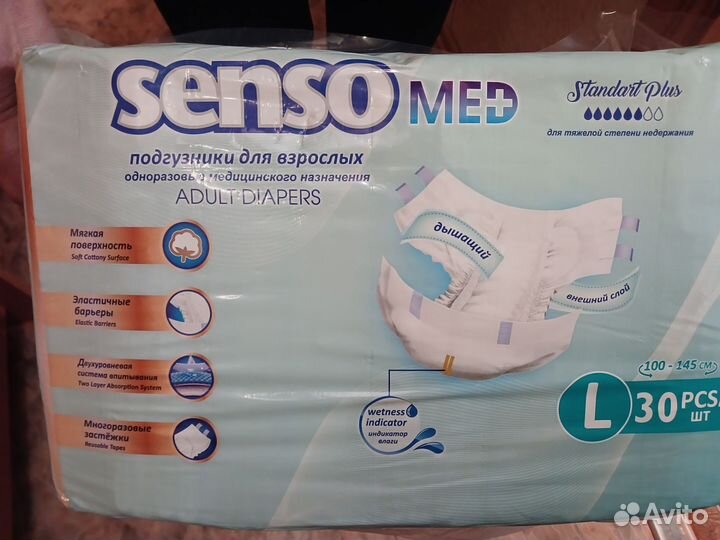 senso MED
Standart Plus
для тяжелой степени недержания
подгузники для взрослых
одноразовые медицинского назначения
ADULT DIAPERS
Мягкая
поверхность
Soft Cottony Surface
Эластичные
барьеры
Elastic Barriers
Двухуровневая
система впитывания
Two Layer Absorption System
Многоразовые
застёжки
Reusable Tapes
дышащий
внешний слой
wetness
indicator
индикатор
влаги
100 - 145 см
L 30 PCS/
ШТ
Avito